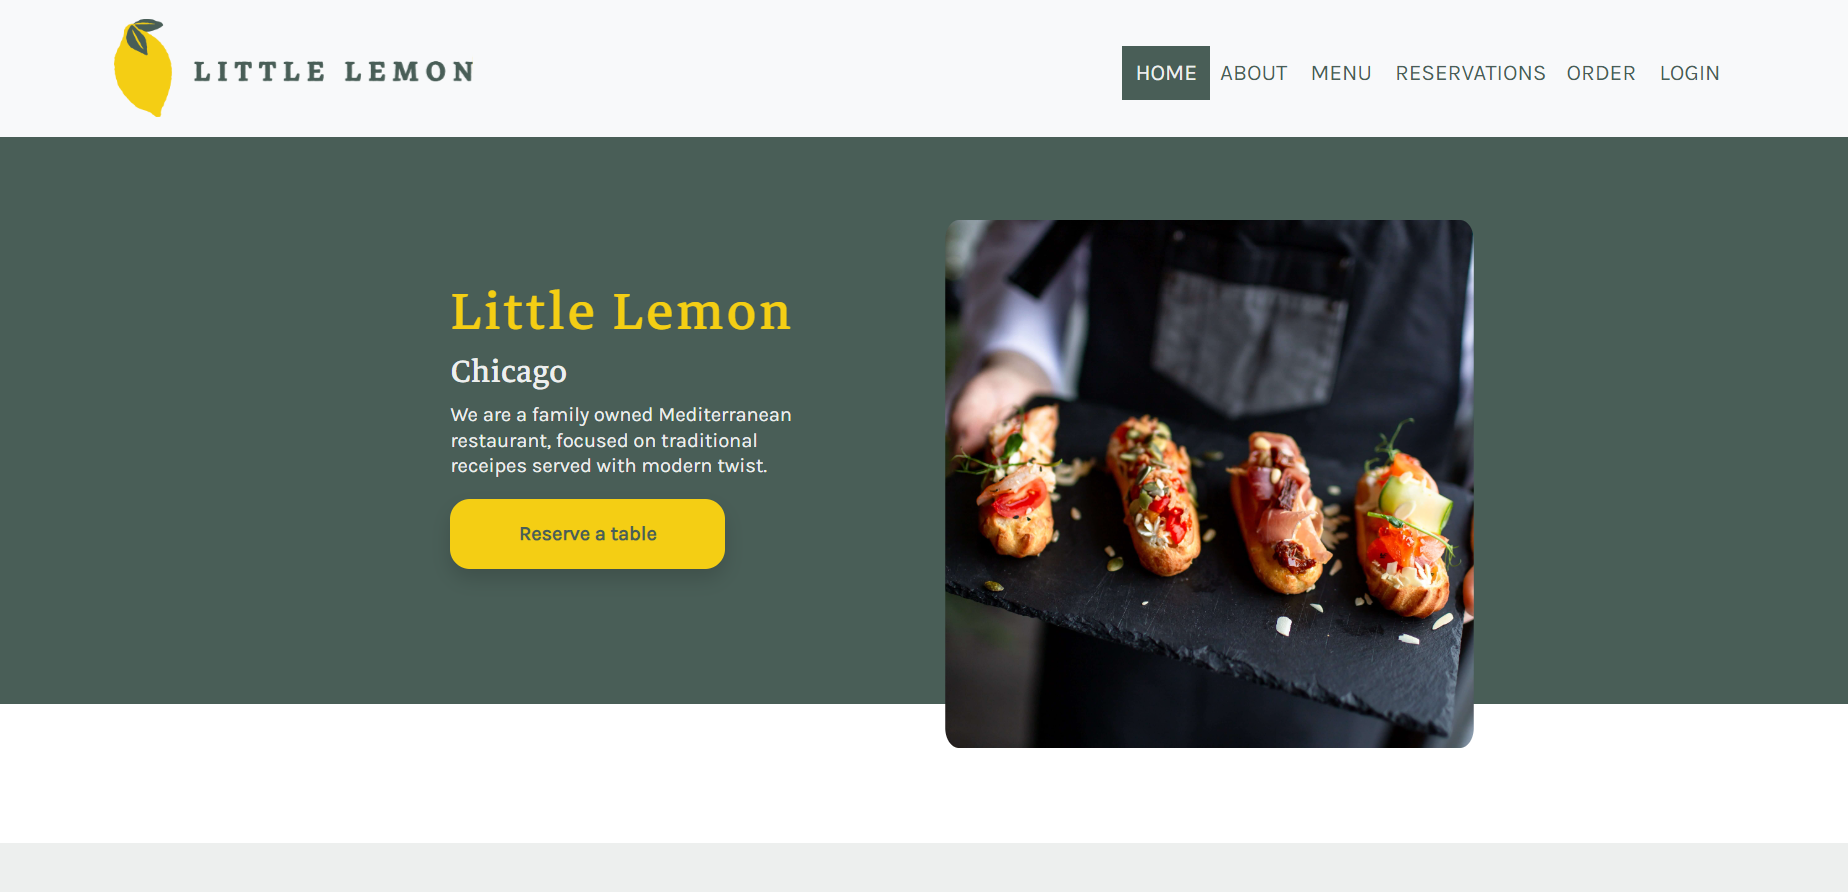 LITTLE LEMON
HOME ABOUT MENU RESERVATIONS ORDER LOGIN
Little Lemon
Chicago
We are a family owned Mediterranean
restaurant, focused on traditional
receipes served with modern twist.
Reserve a table